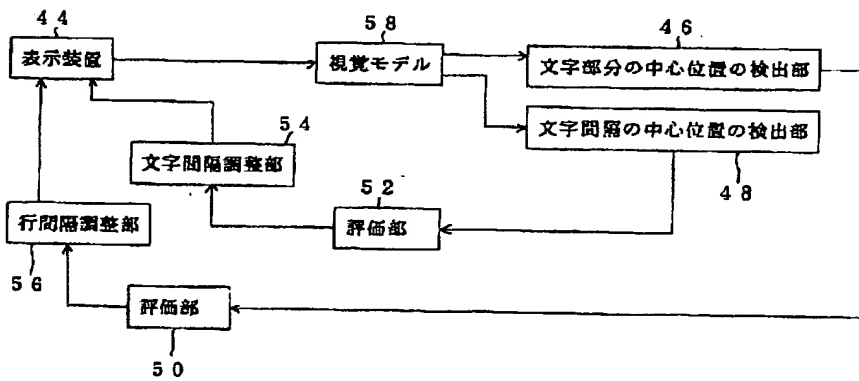 ４４
５８
４６
表示装置
視覚モデル
文字部分の中心位置の検出部
文字間隔の中心位置の検出部
５４
４８
文字間隔調整部
５２
行間隔調整部
評価部
５６
評価部
５０